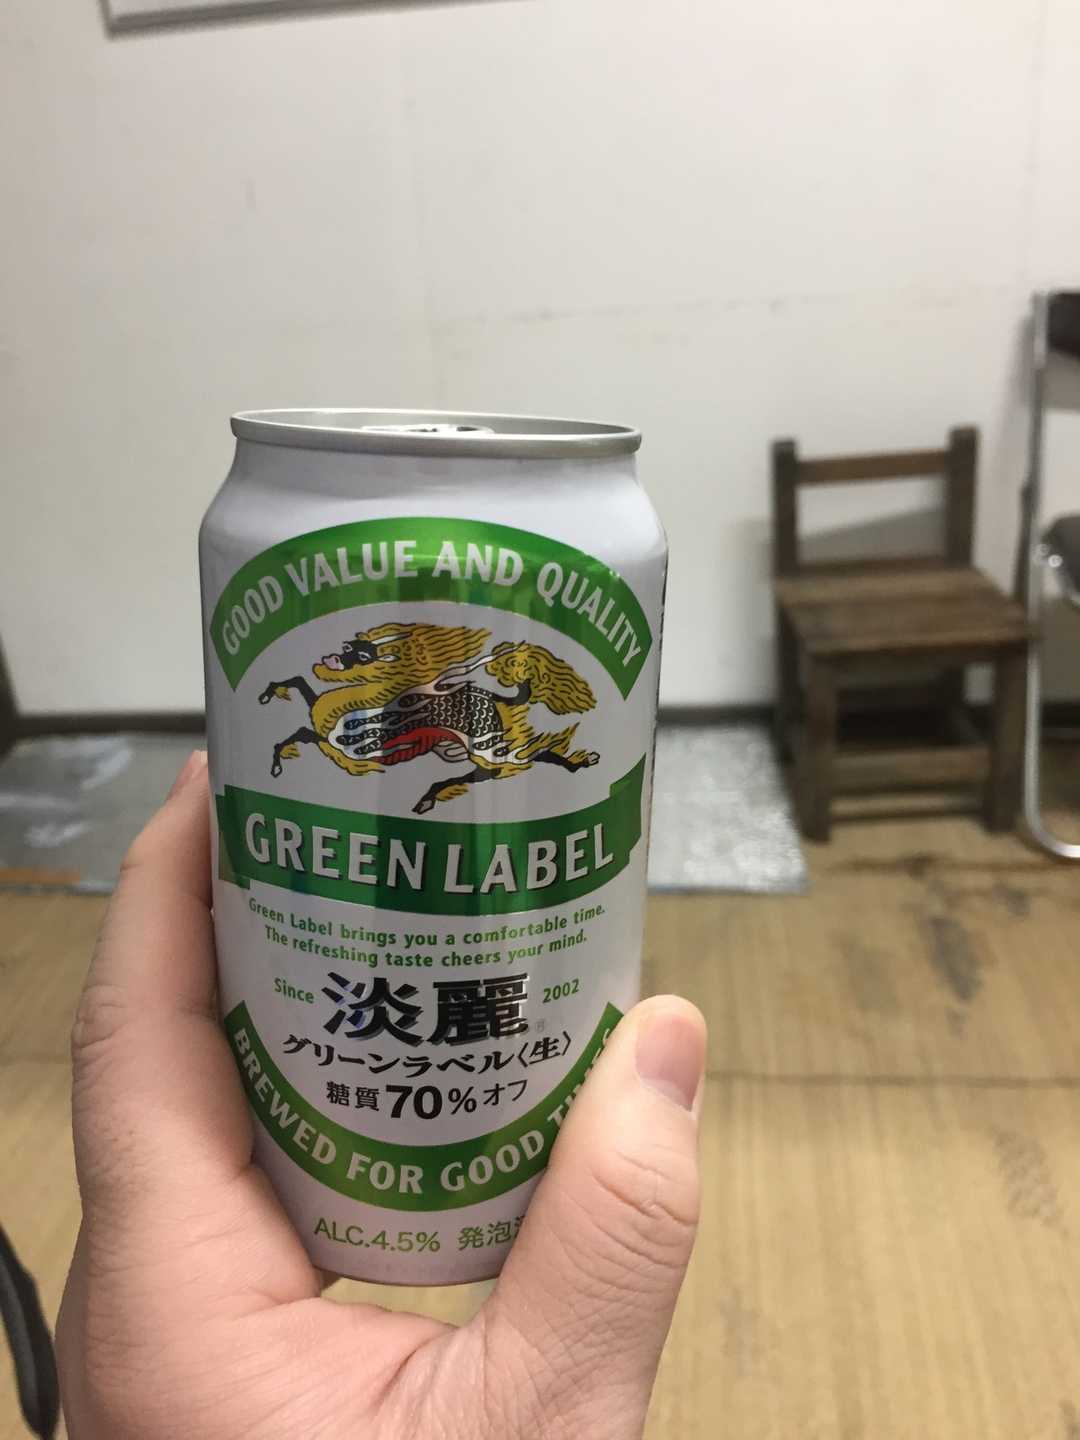 GOOD VALUE AND QUALITY
GREEN LABEL
Green Label brings you a comfortable time.
The refreshing taste cheers your mind.
Since 淡麗® 2002
グリーンラベル〈生〉
糖質70%オフ
BREWED FOR GOOD TIMES
ALC.4.5% 発泡